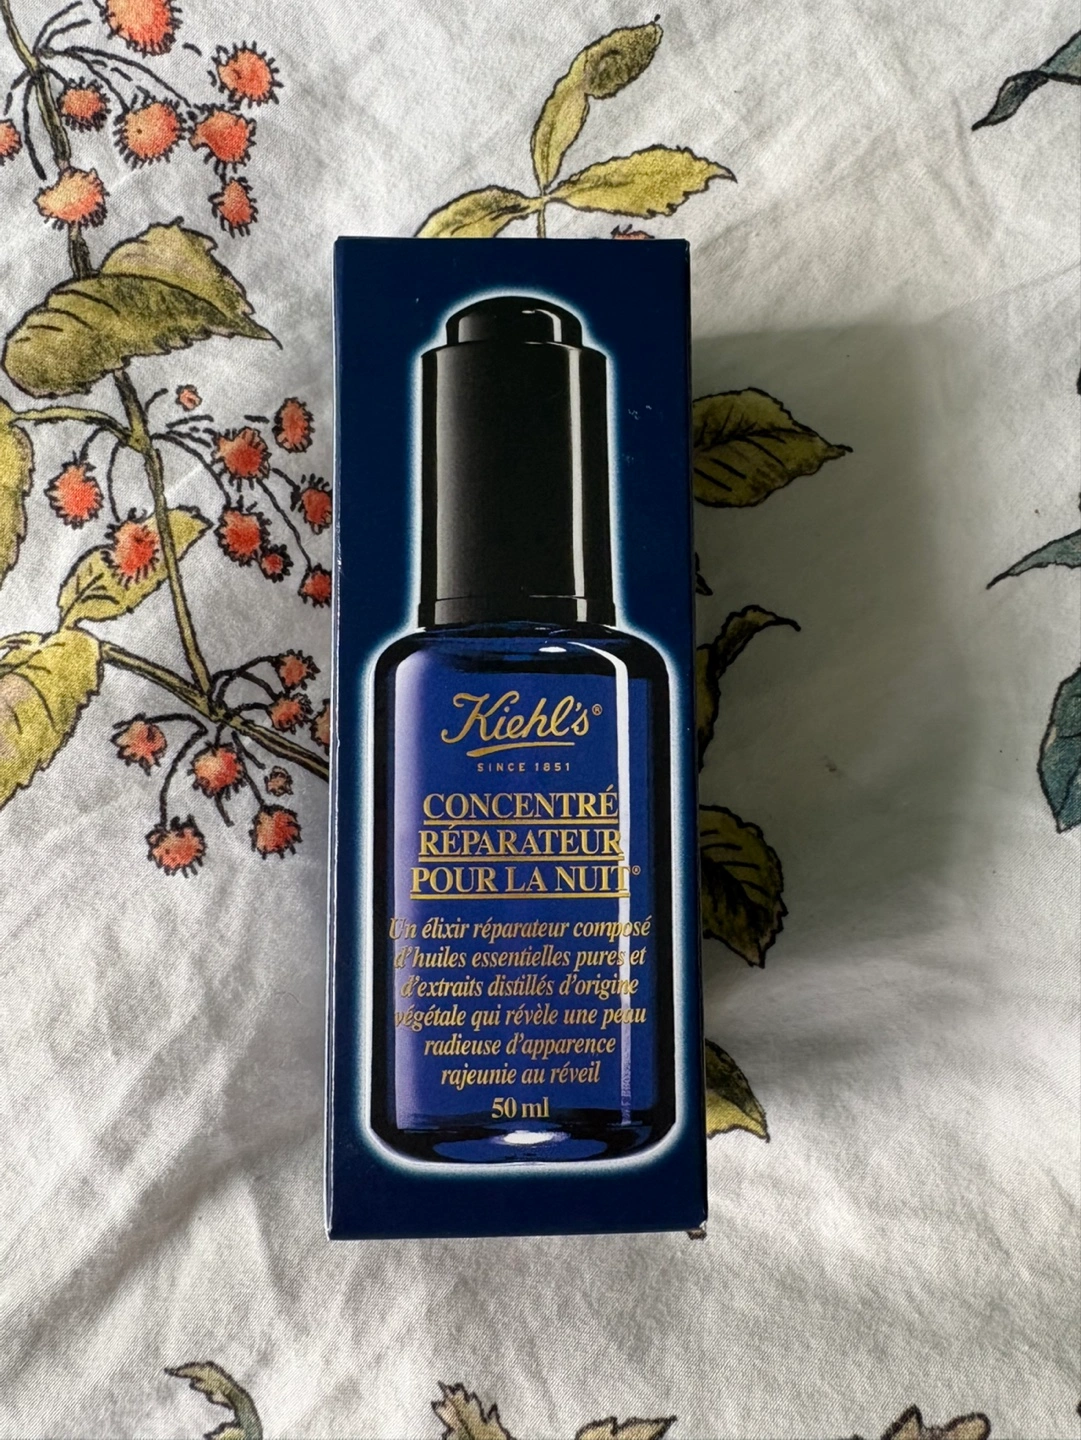 Kiehl's®
SINCE 1851
CONCENTRÉ
RÉPARATEUR
POUR LA NUIT®
Un élixir réparateur composé
d'huiles essentielles pures et
d'extraits distillés d'origine
végétale qui révèle une peau
radieuse d'apparence
rajeunie au réveil
50 ml